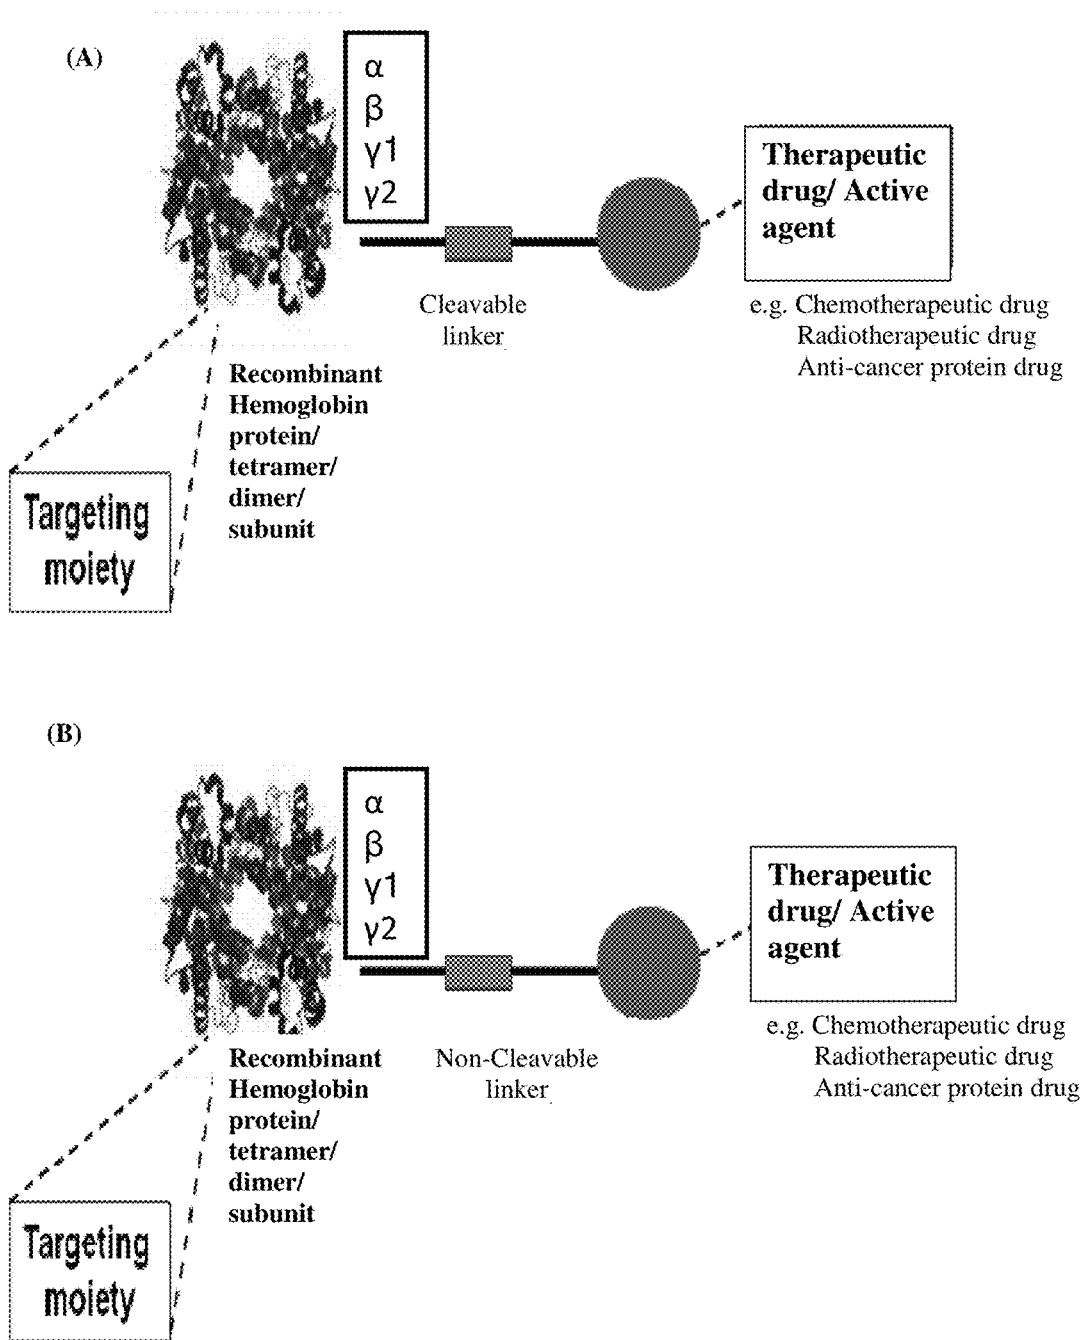 (A)
α
β
γ1
γ2
Therapeutic
drug/ Active
agent
Cleavable
linker
e.g. Chemotherapeutic drug
Radiotherapeutic drug
Anti-cancer protein drug
Recombinant
Hemoglobin
protein/
tetramer/
dimer/
subunit
Targeting
moiety
(B)
α
β
γ1
γ2
Therapeutic
drug/ Active
agent
Non-Cleavable
linker
e.g. Chemotherapeutic drug
Radiotherapeutic drug
Anti-cancer protein drug
Recombinant
Hemoglobin
protein/
tetramer/
dimer/
subunit
Targeting
moiety